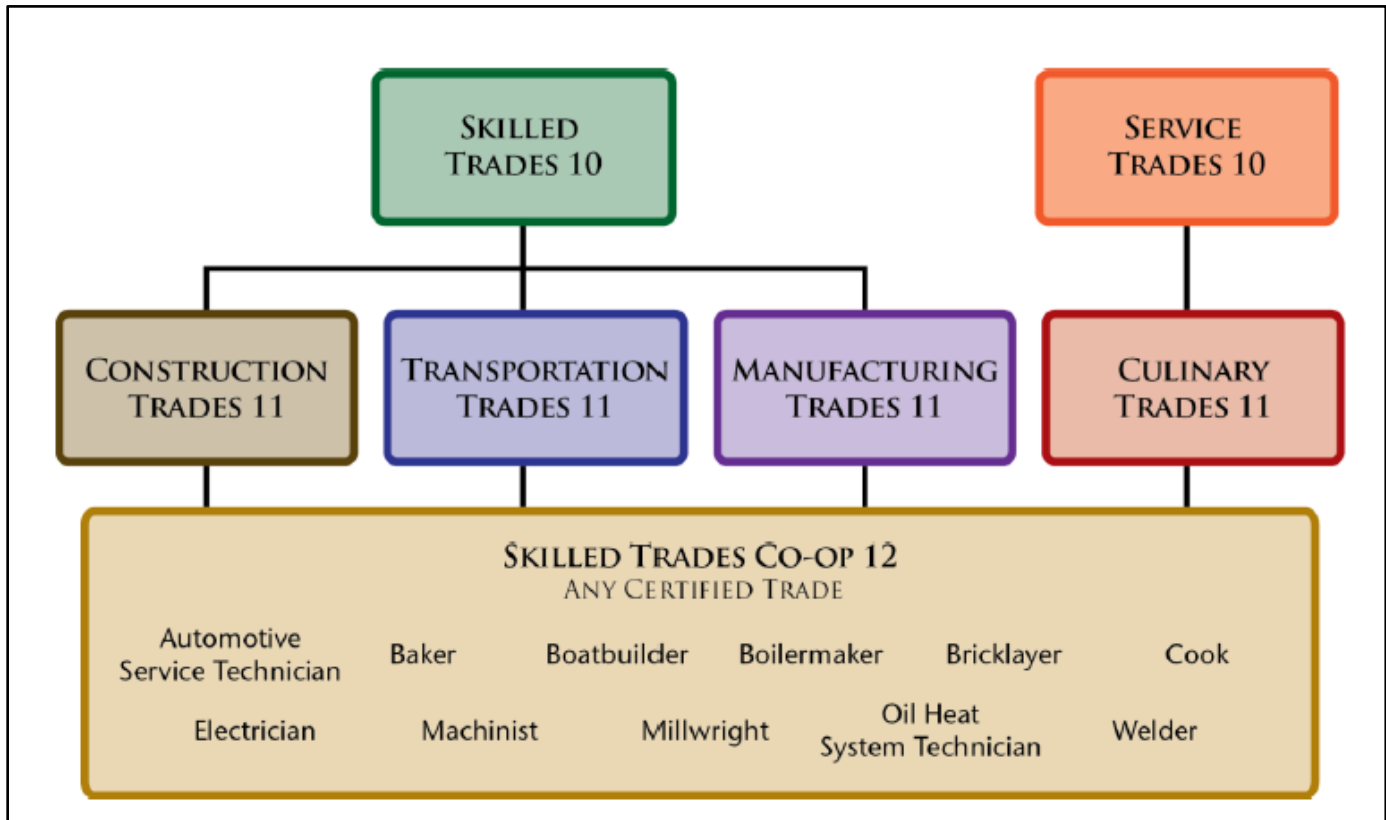 SKILLED
TRADES 10
SERVICE
TRADES 10
CONSTRUCTION
TRADES 11
TRANSPORTATION
TRADES 11
MANUFACTURING
TRADES 11
CULINARY
TRADES 11
SKILLED TRADES CO-OP 12
ANY CERTIFIED TRADE
Automotive
Service Technician
Baker
Boatbuilder
Boilermaker
Bricklayer
Cook
Electrician
Machinist
Millwright
Oil Heat
System Technician
Welder